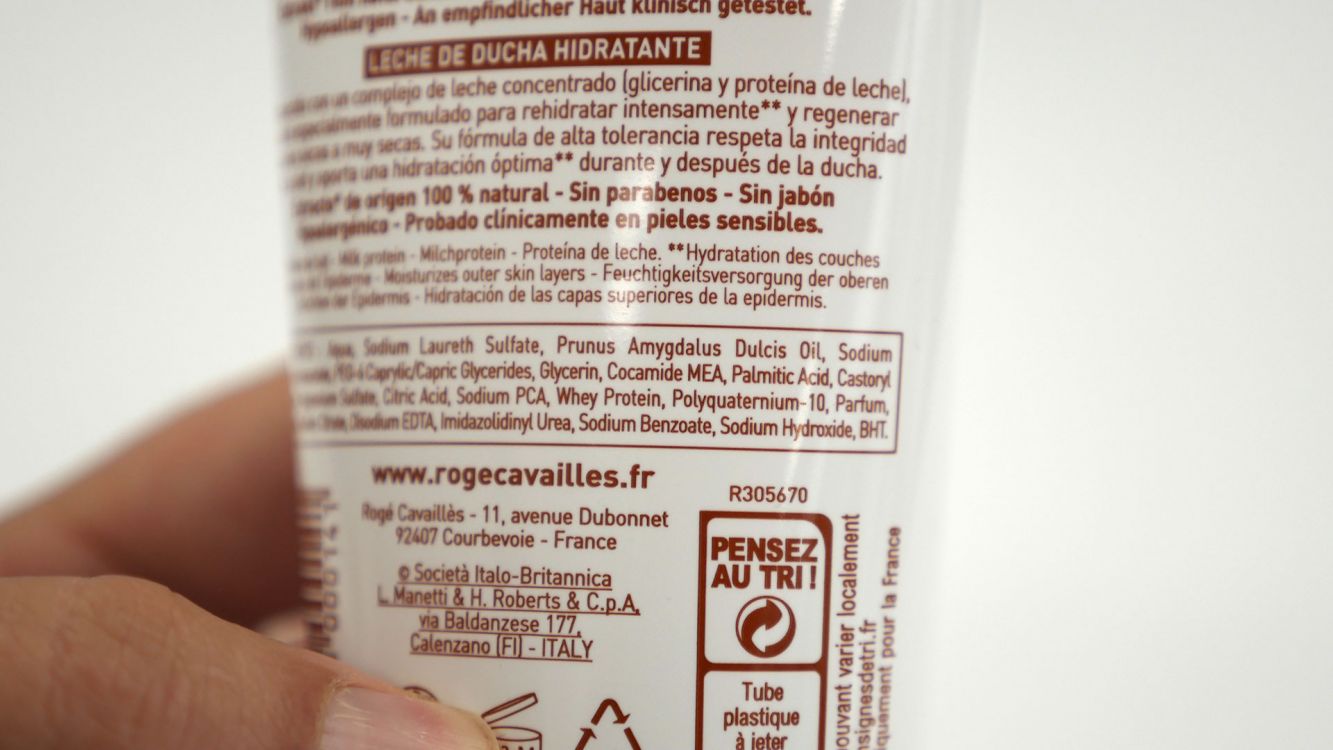 Hypoallergen - An empfindlicher Haut klinisch getestet.
LECHE DE DUCHA HIDRATANTE
con un complejo de leche concentrado (glicerina y proteína de leche),
especialmente formulado para rehidratar intensamente** y regenerar
a muy secas. Su fórmula de alta tolerancia respeta la integridad
y aporta una hidratación óptima** durante y después de la ducha.
de origen 100 % natural - Sin parabenos - Sin jabón
- Probado clínicamente en pieles sensibles.
Milk protein - Milchprotein - Proteína de leche. **Hydratation des couches
- Moisturizes outer skin layers - Feuchtigkeitsversorgung der oberen
der Epidermis - Hidratación de las capas superiores de la epidermis.
Aqua, Sodium Laureth Sulfate, Prunus Amygdalus Dulcis Oil, Sodium
PEG-6 Caprylic/Capric Glycerides, Glycerin, Cocamide MEA, Palmitic Acid, Castoryl
Sulfate, Citric Acid, Sodium PCA, Whey Protein, Polyquaternium-10, Parfum,
Disodium EDTA, Imidazolidinyl Urea, Sodium Benzoate, Sodium Hydroxide, BHT.
www.rogecavailles.fr
Rogé Cavaillès - 11, avenue Dubonnet
92407 Courbevoie - France
© Società Italo-Britannica
L. Manetti & H. Roberts & C.p.A,
via Baldanzese 177,
Calenzano (FI) - ITALY
R305670
PENSEZ
AU TRI !
Tube
plastique
à jeter
pouvant varier localement
nsignesdetri.fr
iquement pour la France